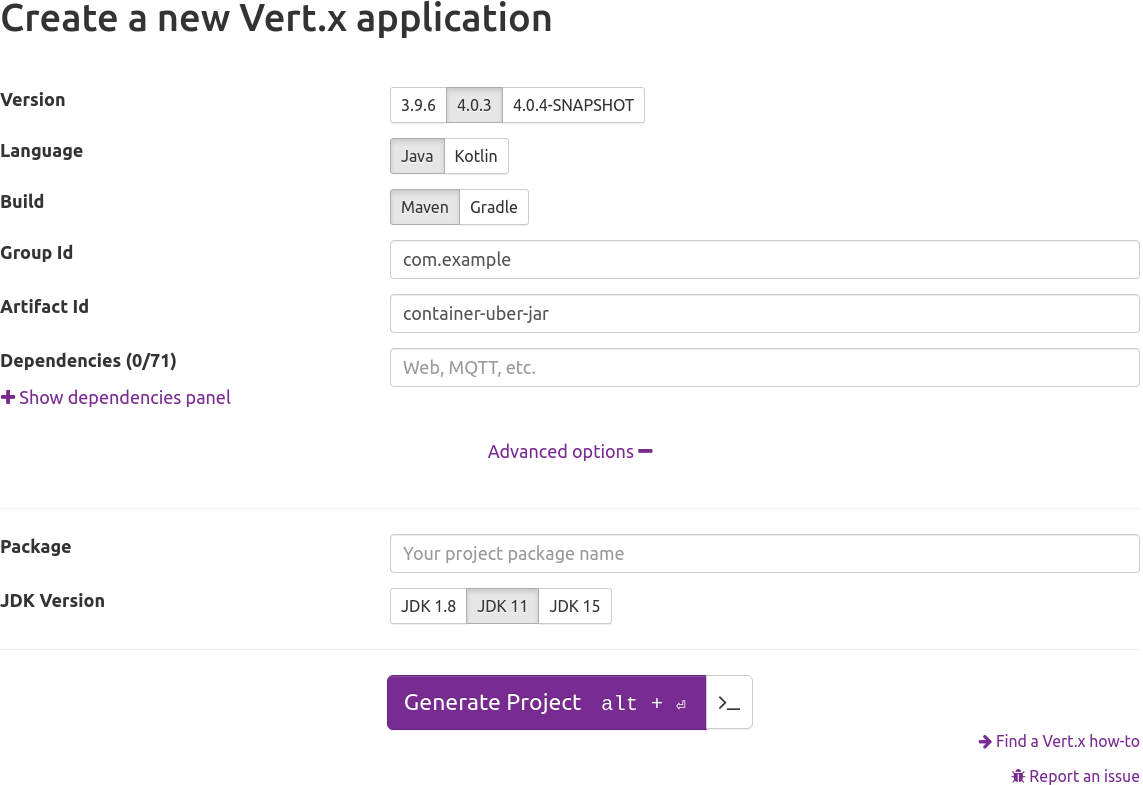 Create a new Vert.x application
Version 3.9.6 4.0.3 4.0.4-SNAPSHOT
Language Java Kotlin
Build Maven Gradle
Group Id com.example
Artifact Id container-uber-jar
Dependencies (0/71) Web, MQTT, etc.
Show dependencies panel
Advanced options
Package Your project package name
JDK Version JDK 1.8 JDK 11 JDK 15
Generate Project alt + ⏎ >_
Find a Vert.x how-to
Report an issue